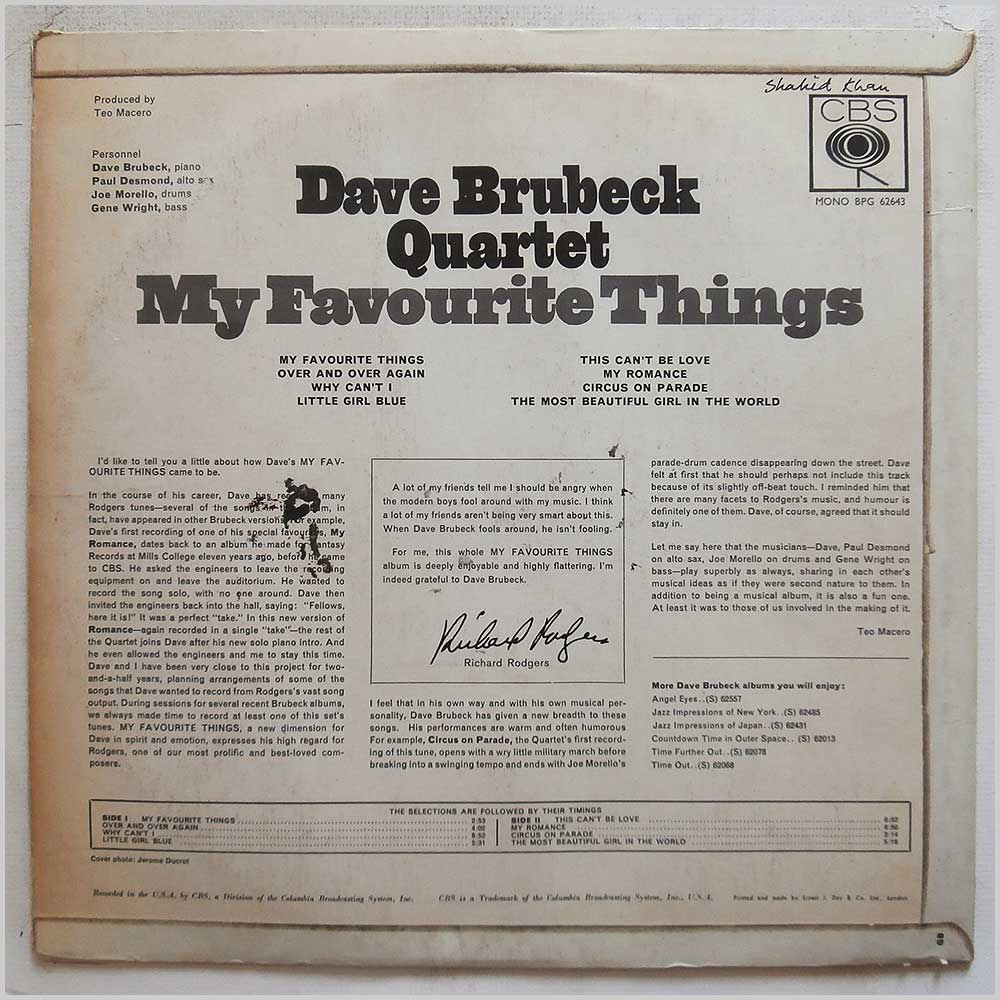 Shahid Khan
Produced by
Teo Macero
CBS
MONO BPG 62643
Personnel
Dave Brubeck, piano
Paul Desmond, alto sax
Joe Morello, drums
Gene Wright, bass
Dave Brubeck
Quartet
My Favourite Things
MY FAVOURITE THINGS
OVER AND OVER AGAIN
WHY CAN'T I
LITTLE GIRL BLUE
THIS CAN'T BE LOVE
MY ROMANCE
CIRCUS ON PARADE
THE MOST BEAUTIFUL GIRL IN THE WORLD
I'd like to tell you a little about how Dave's MY FAV-
OURITE THINGS came to be.
In the course of his career, Dave has many
Rodgers tunes—several of the songs in m, in
fact, have appeared in other Brubeck versions. For example,
Dave's first recording of one of his special favours, My
Romance, dates back to an album he made for Fantasy
Records at Mills College eleven years ago, before he came
to CBS. He asked the engineers to leave the recording
equipment on and leave the auditorium. He wanted to
record the song solo, with no one around. Dave then
invited the engineers back into the hall, saying: "Fellows,
here it is!" It was a perfect "take." In this new version of
Romance—again recorded in a single "take"—the rest of
the Quartet joins Dave after his new solo piano intro. And
he even allowed the engineers and me to stay this time.
Dave and I have been very close to this project for two-
and-a-half years, planning arrangements of some of the
songs that Dave wanted to record from Rodgers's vast song
output. During sessions for several recent Brubeck albums,
we always made time to record at least one of this set's
tunes. MY FAVOURITE THINGS, a new dimension for
Dave in spirit and emotion, expresses his high regard for
Rodgers, one of our most prolific and best-loved com-
posers.
A lot of my friends tell me I should be angry when
the modern boys fool around with my music. I think
a lot of my friends aren't being very smart about this.
When Dave Brubeck fools around, he isn't fooling.
For me, this whole MY FAVOURITE THINGS
album is deeply enjoyable and highly flattering. I'm
indeed grateful to Dave Brubeck.
Richard Rodgers
Richard Rodgers
I feel that in his own way and with his own musical per-
sonality, Dave Brubeck has given a new breadth to these
songs. His performances are warm and often humorous
For example, Circus on Parade, the Quartet's first record-
ing of this tune, opens with a wry little military march before
breaking into a swinging tempo and ends with Joe Morello's
parade-drum cadence disappearing down the street. Dave
felt at first that he should perhaps not include this track
because of its slightly off-beat touch. I reminded him that
there are many facets to Rodgers's music, and humour is
definitely one of them. Dave, of course, agreed that it should
stay in.
Let me say here that the musicians—Dave, Paul Desmond
on alto sax, Joe Morello on drums and Gene Wright on
bass—play superbly as always, sharing in each other's
musical ideas as if they were second nature to them. In
addition to being a musical album, it is also a fun one.
At least it was to those of us involved in the making of it.
Teo Macero
More Dave Brubeck albums you will enjoy:
Angel Eyes..(S) 62557
Jazz Impressions of New York..(S) 62485
Jazz Impressions of Japan..(S) 62431
Countdown Time in Outer Space.. (S) 62013
Time Further Out..(S) 62078
Time Out..(S) 62068
THE SELECTIONS ARE FOLLOWED BY THEIR TIMINGS
SIDE I MY FAVOURITE THINGS 2:53
OVER AND OVER AGAIN 4:02
WHY CAN'T I 6:52
LITTLE GIRL BLUE 5:31
SIDE II THIS CAN'T BE LOVE
MY ROMANCE
CIRCUS ON PARADE
THE MOST BEAUTIFUL GIRL IN THE WORLD
Cover photo: Jerome Ducrot
Recorded in the U.S.A. by CBS, a Division of the Columbia Broadcasting System, Inc. CBS is a Trademark of the Columbia Broadcasting System, Inc., U.S.A. Printed and made by Ernest J. Day & Co. Ltd., London
GB